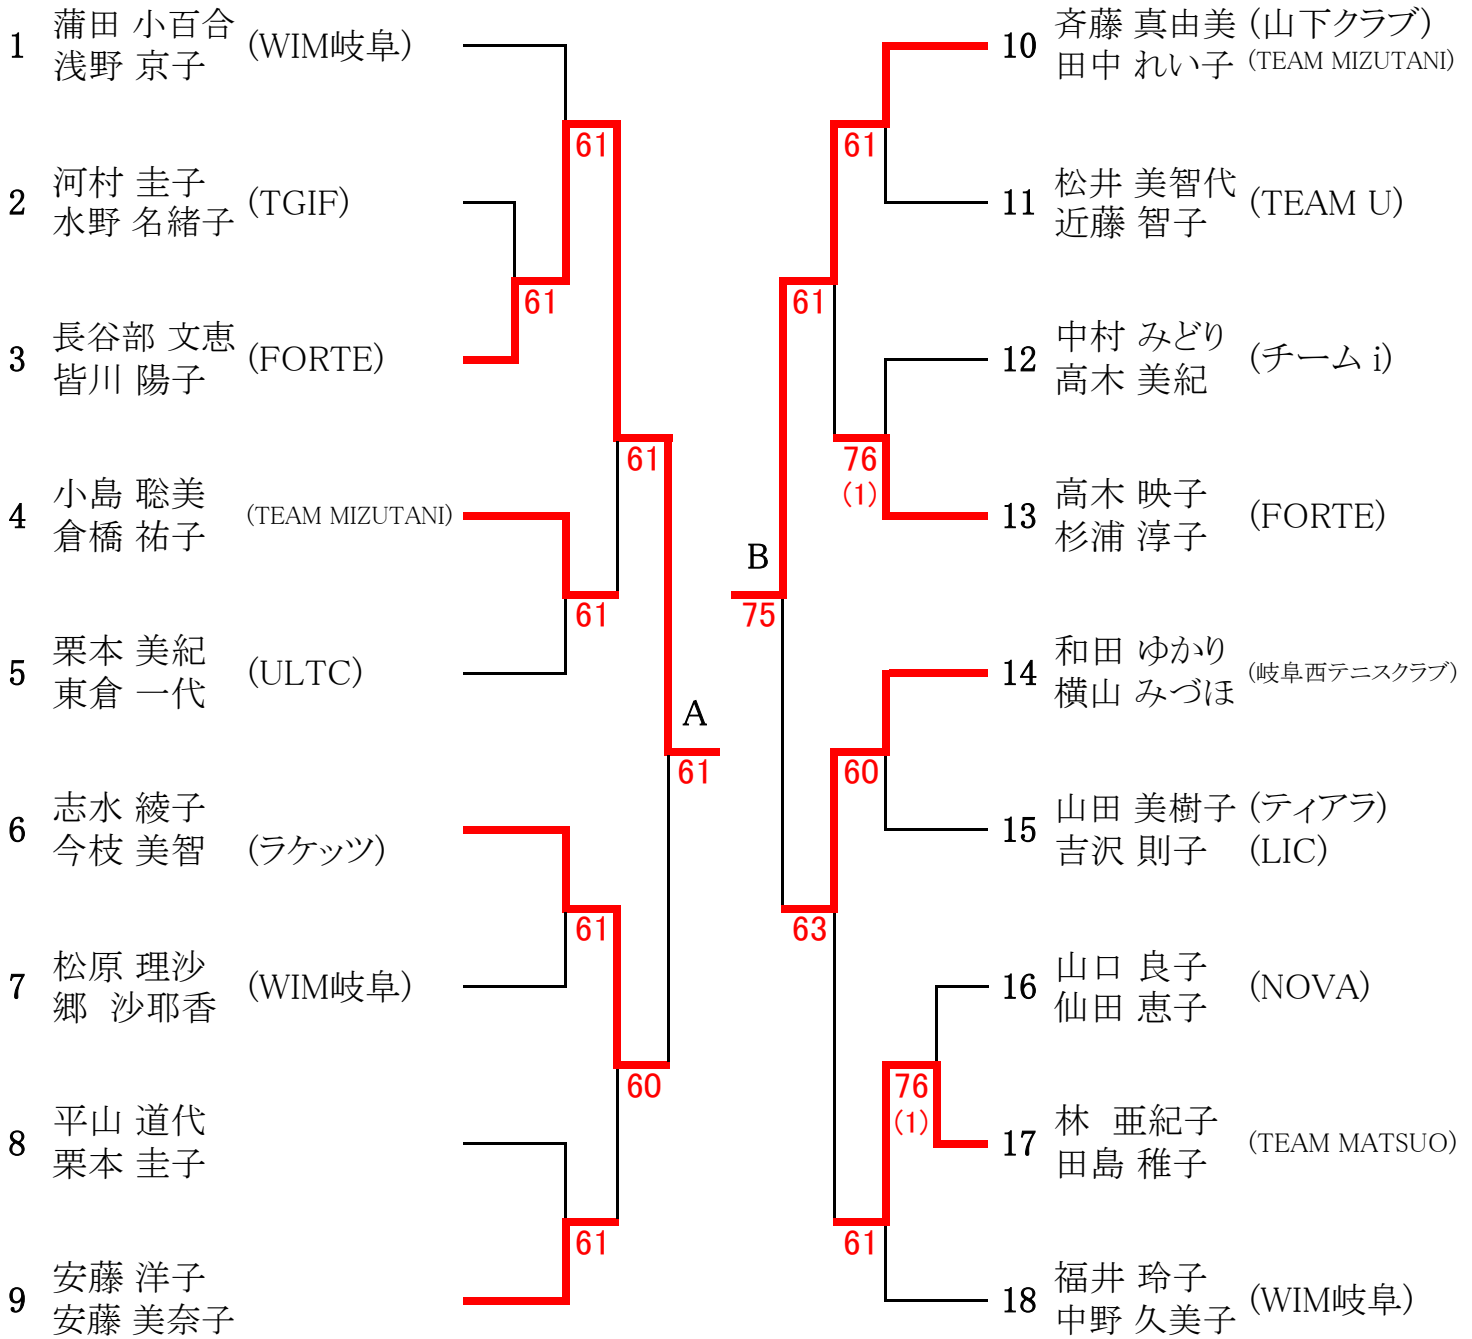 1 蒲田 小百合 (WIM岐阜)
浅野 京子
61
2 河村 圭子 (TGIF)
水野 名緒子
61
3 長谷部 文恵 (FORTE)
皆川 陽子
61
4 小島 聡美 (TEAM MIZUTANI)
倉橋 祐子
61
5 栗本 美紀 (ULTC)
東倉 一代
A
61
6 志水 綾子
今枝 美智 (ラケッツ)
61
7 松原 理沙 (WIM岐阜)
郷 沙耶香
60
8 平山 道代
栗本 圭子
61
9 安藤 洋子
安藤 美奈子
10 斉藤 真由美 (山下クラブ)
田中 れい子 (TEAM MIZUTANI)
61
11 松井 美智代 (TEAM U)
近藤 智子
61
12 中村 みどり (チーム i)
高木 美紀
76
(1)
13 高木 映子 (FORTE)
杉浦 淳子
B
75
14 和田 ゆかり (岐阜西テニスクラブ)
横山 みづほ
60
15 山田 美樹子 (ティアラ)
吉沢 則子 (LIC)
63
16 山口 良子 (NOVA)
仙田 恵子
76
(1)
17 林 亜紀子 (TEAM MATSUO)
田島 稚子
61
18 福井 玲子 (WIM岐阜)
中野 久美子